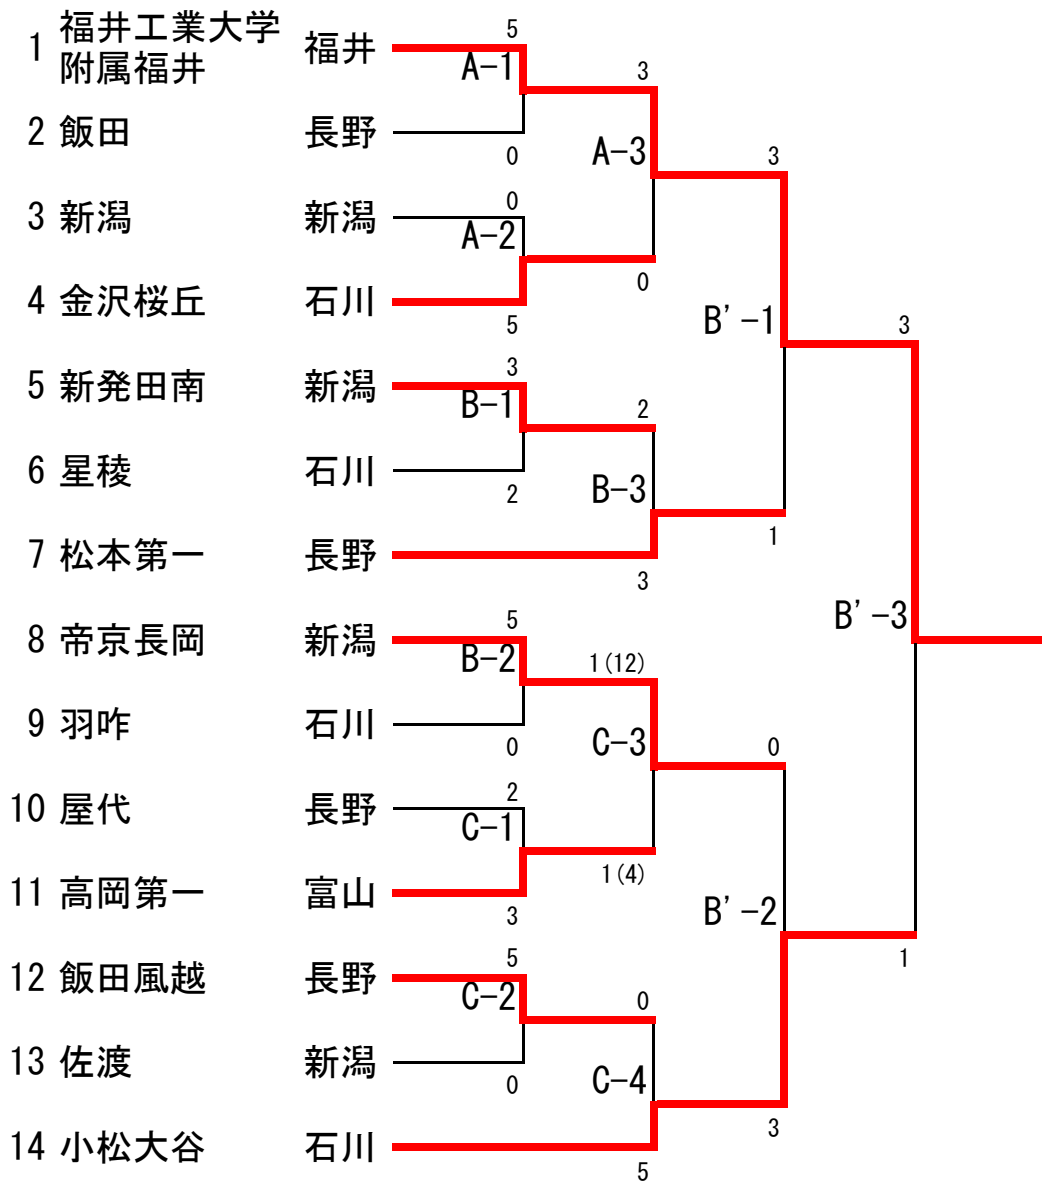 5
1 福井工業大学
附属福井 福井
A-1
3
2 飯田 長野
0
A-3
3
0
3 新潟 新潟
A-2
0
4 金沢桜丘 石川
5
B'-1
3
3
5 新発田南 新潟
B-1
2
6 星稜 石川
2
B-3
1
7 松本第一 長野
3
B'-3
5
8 帝京長岡 新潟
B-2
1(12)
9 羽咋 石川
0
C-3
0
2
10 屋代 長野
C-1
1(4)
11 高岡第一 富山
3
B'-2
1
5
12 飯田風越 長野
C-2
0
13 佐渡 新潟
0
C-4
3
14 小松大谷 石川
5